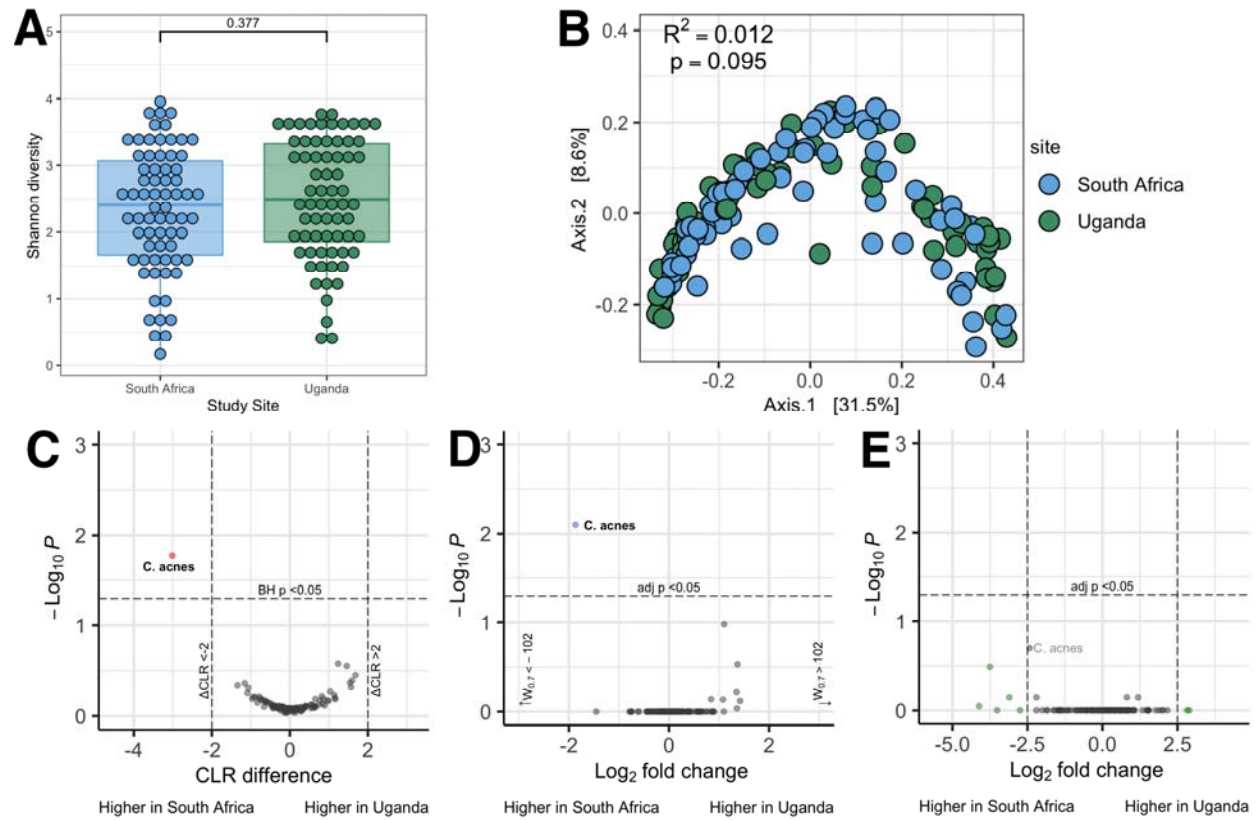 A
0.377
5
4
3
2
1
0
Shannon diversity
South Africa
Uganda
Study Site
B
R² = 0.012
p = 0.095
0.4
0.2
0.0
-0.2
Axis.2 [8.6%]
-0.2
0.0
0.2
0.4
Axis.1 [31.5%]
site
South Africa
Uganda
C
3
2
1
0
− Log₁₀ P
C. acnes
BH p <0.05
ΔCLR <-2
ΔCLR >2
-4
-2
0
2
CLR difference
Higher in South Africa
Higher in Uganda
D
3
2
1
0
− Log₁₀ P
C. acnes
adj p <0.05
↑W₀.₇ < − 102
↓W₀.₇ > 102
-2
0
2
Log₂ fold change
Higher in South Africa
Higher in Uganda
E
3
2
1
0
− Log₁₀ P
adj p <0.05
C. acnes
-5.0
-2.5
0.0
2.5
Log₂ fold change
Higher in South Africa
Higher in Uganda